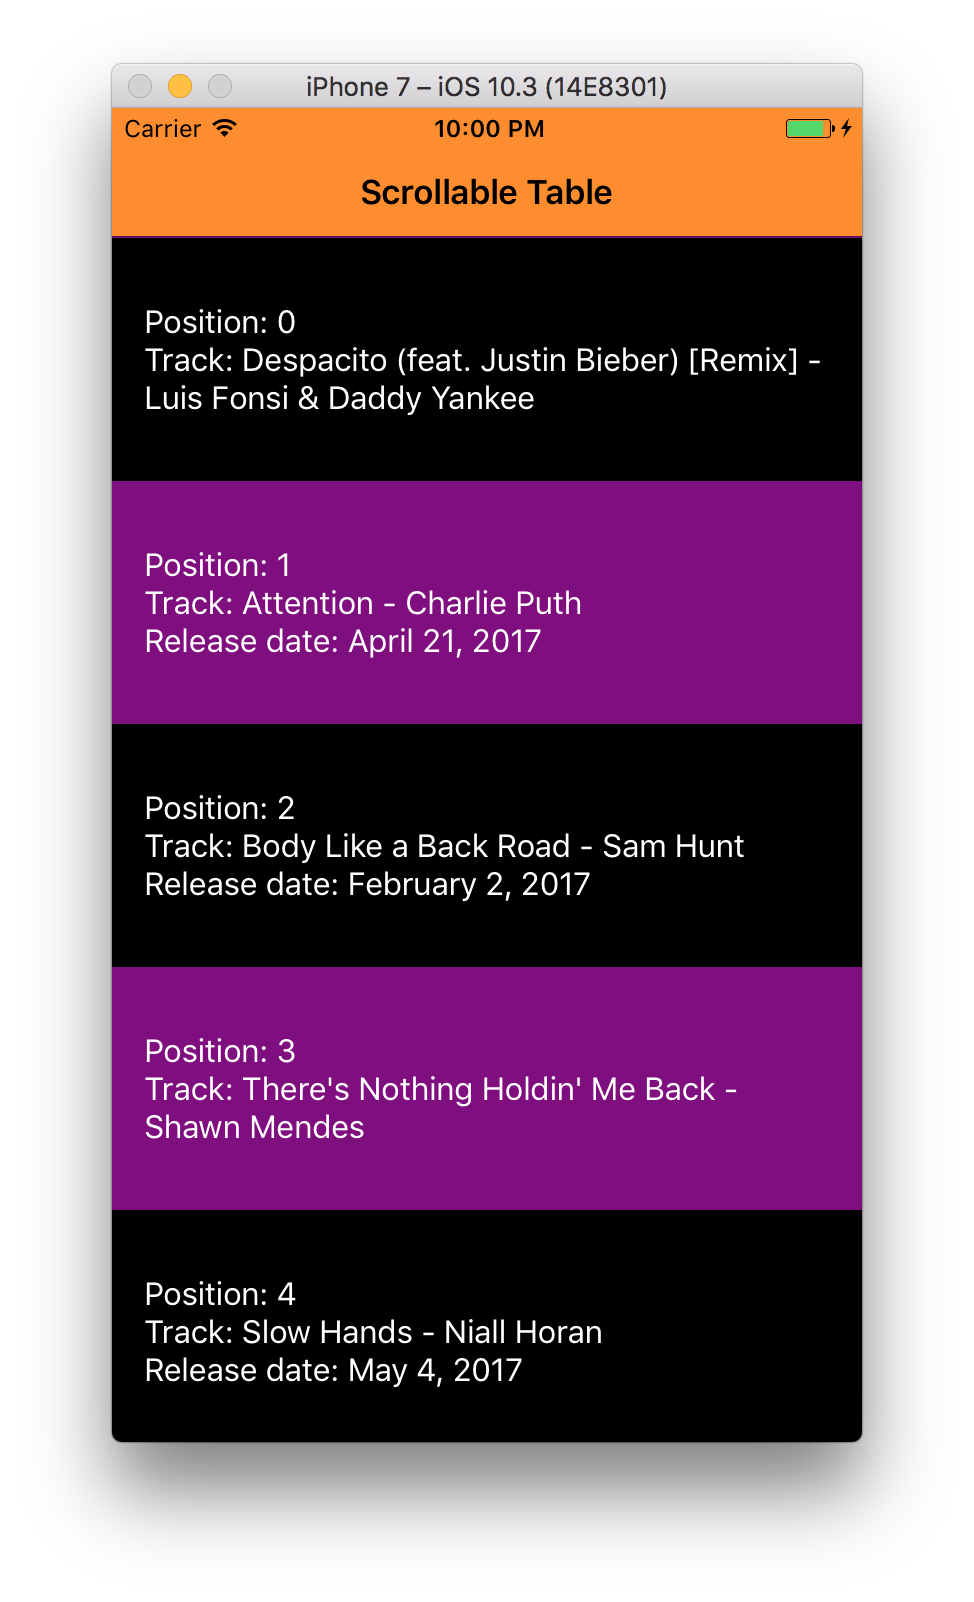 iPhone 7 – iOS 10.3 (14E8301)
Carrier 10:00 PM
Scrollable Table
Position: 0
Track: Despacito (feat. Justin Bieber) [Remix] -
Luis Fonsi & Daddy Yankee
Position: 1
Track: Attention - Charlie Puth
Release date: April 21, 2017
Position: 2
Track: Body Like a Back Road - Sam Hunt
Release date: February 2, 2017
Position: 3
Track: There's Nothing Holdin' Me Back -
Shawn Mendes
Position: 4
Track: Slow Hands - Niall Horan
Release date: May 4, 2017